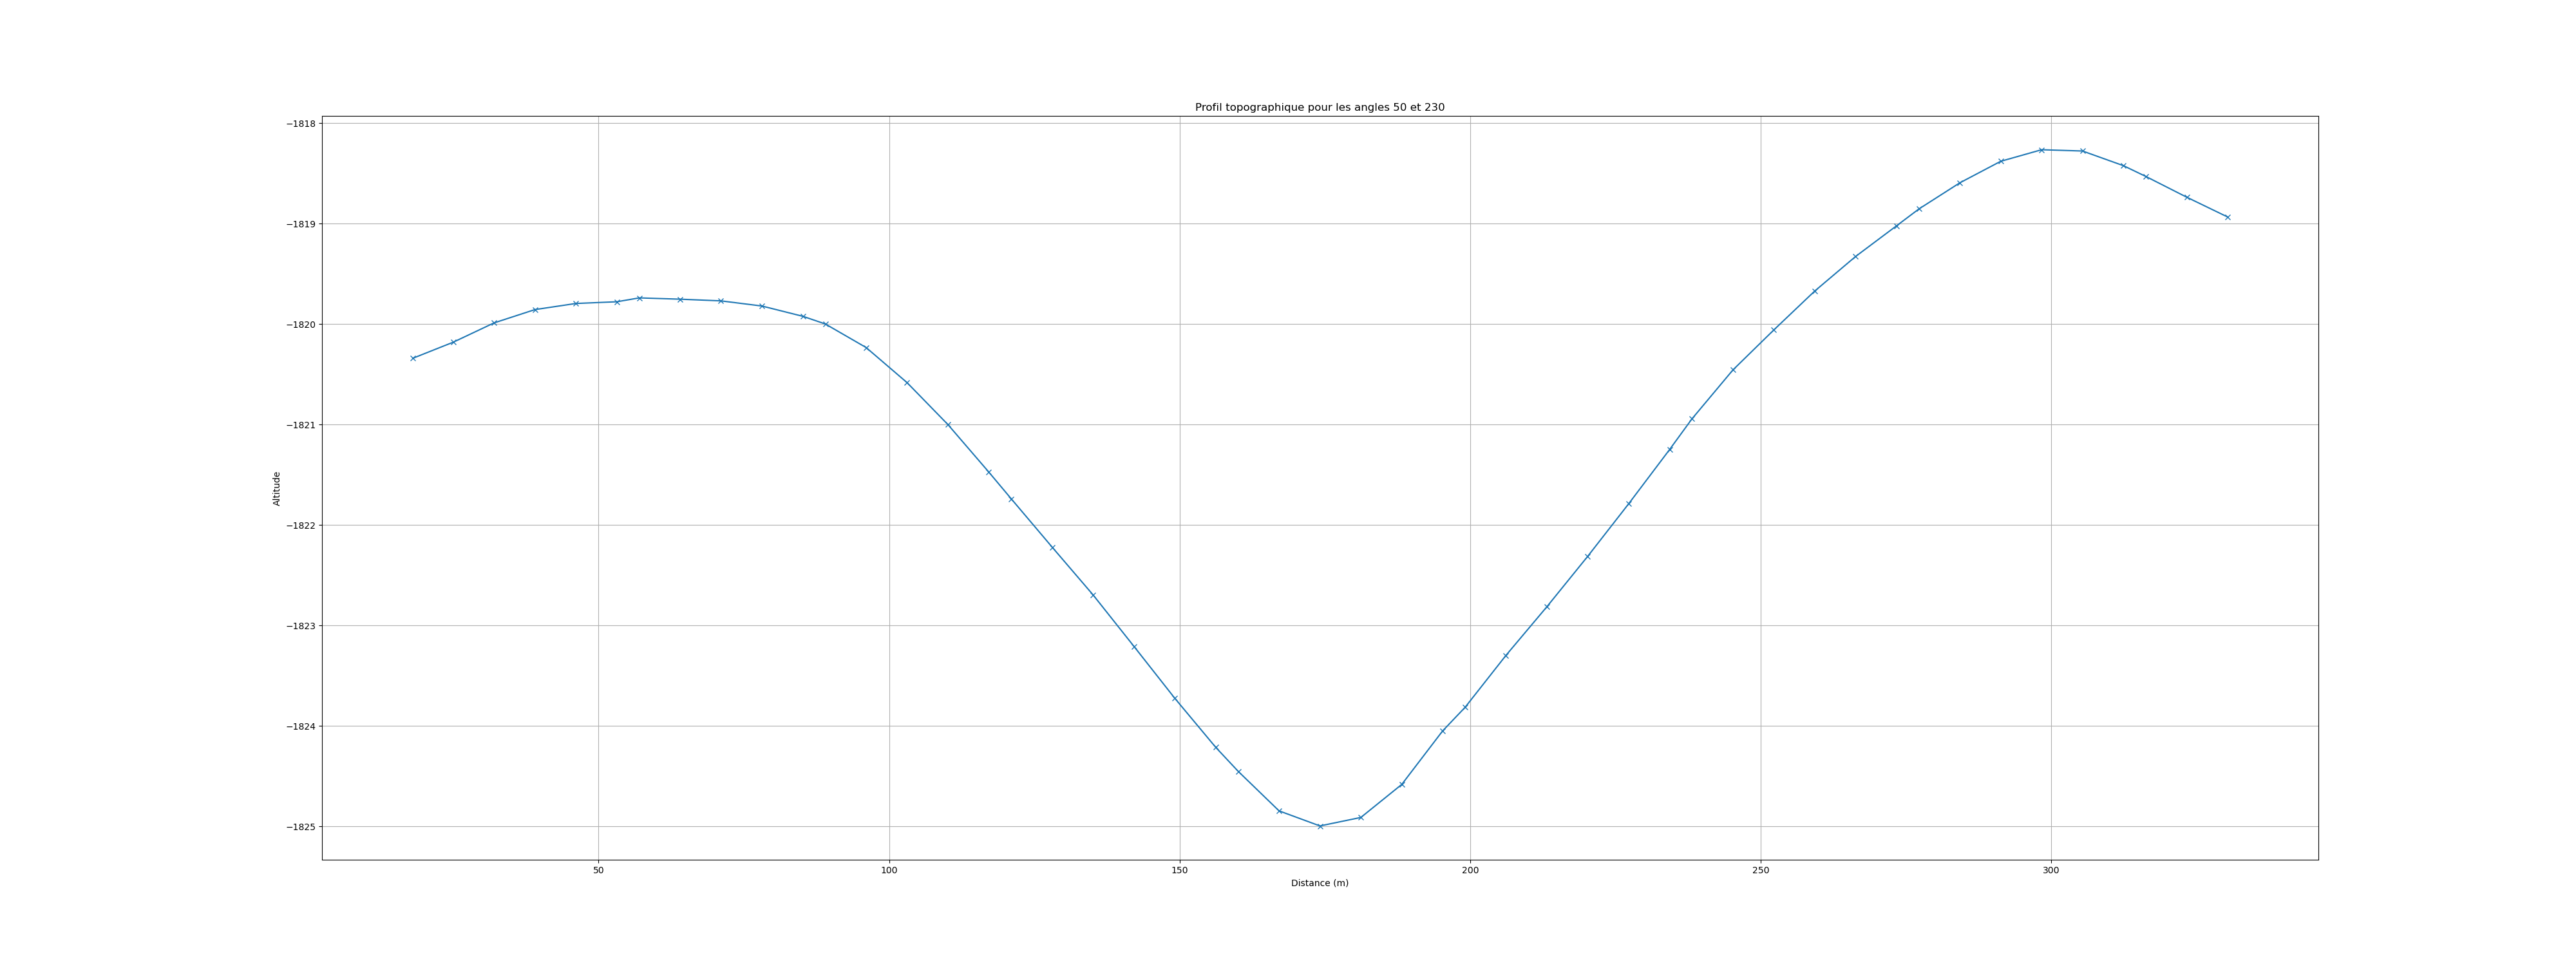 Profil topographique pour les angles 50 et 230
−1818
−1819
−1820
−1821
−1822
−1823
−1824
−1825
Altitude
50 100 150 200 250 300
Distance (m)